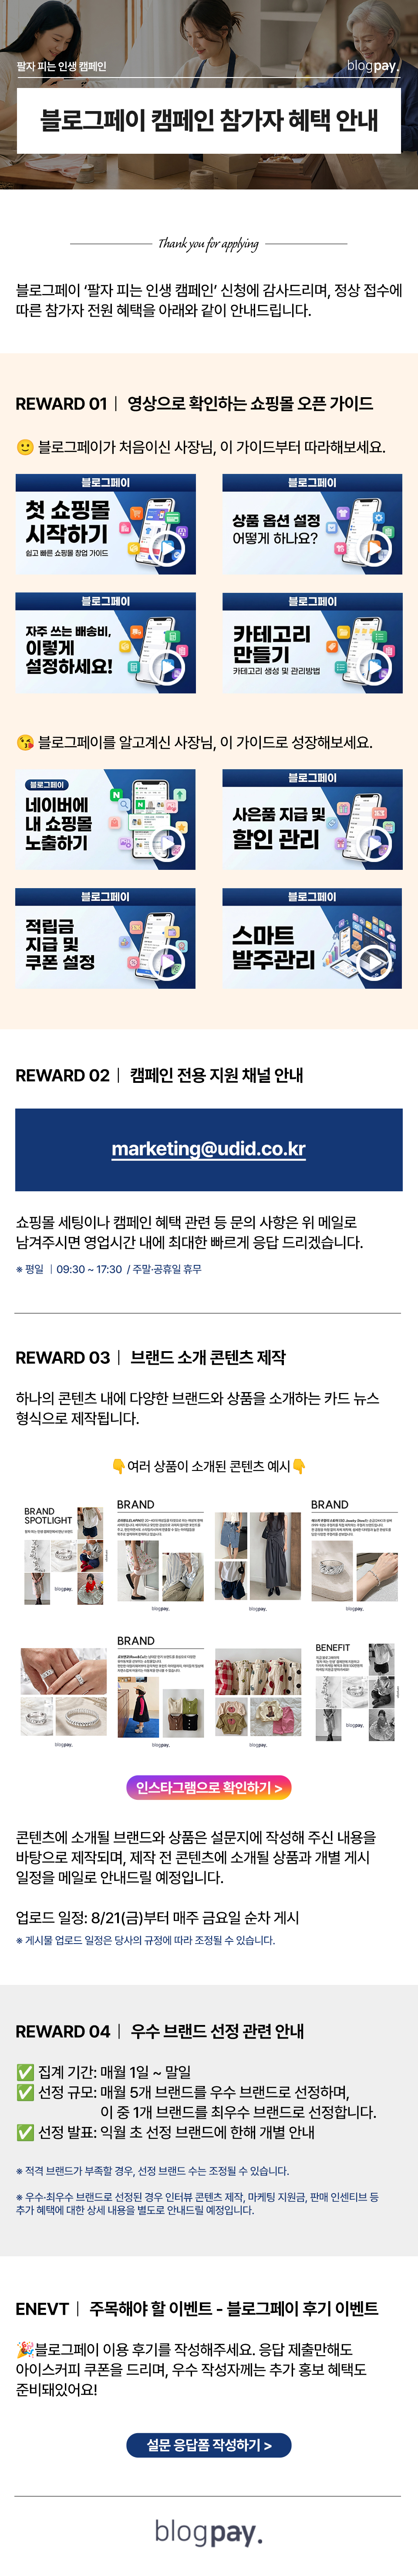 팔자 피는 인생 캠페인
blogpay.
블로그페이 캠페인 참가자 혜택 안내
Thank you for applying
블로그페이 ‘팔자 피는 인생 캠페인’ 신청에 감사드리며, 정상 접수에
따른 참가자 전원 혜택을 아래와 같이 안내드립니다.
REWARD 01 | 영상으로 확인하는 쇼핑몰 오픈 가이드
🙂 블로그페이가 처음이신 사장님, 이 가이드부터 따라해보세요.
블로그페이
첫 쇼핑몰
시작하기
쉽고 빠른 쇼핑몰 창업 가이드
블로그페이
상품 옵션 설정
어떻게 하나요?
블로그페이
자주 쓰는 배송비,
이렇게
설정하세요!
블로그페이
카테고리
만들기
카테고리 생성 및 관리방법
😘 블로그페이를 알고계신 사장님, 이 가이드로 성장해보세요.
블로그페이
네이버에
내 쇼핑몰
노출하기
블로그페이
사은품 지급 및
할인 관리
블로그페이
적립금
지급 및
쿠폰 설정
블로그페이
스마트
발주관리
REWARD 02 | 캠페인 전용 지원 채널 안내
marketing@udid.co.kr
쇼핑몰 세팅이나 캠페인 혜택 관련 등 문의 사항은 위 메일로
남겨주시면 영업시간 내에 최대한 빠르게 응답 드리겠습니다.
※ 평일 | 09:30 ~ 17:30 / 주말·공휴일 휴무
REWARD 03 | 브랜드 소개 콘텐츠 제작
하나의 콘텐츠 내에 다양한 브랜드와 상품을 소개하는 카드 뉴스
형식으로 제작됩니다.
👇여러 상품이 소개된 콘텐츠 예시👇
BRAND
SPOTLIGHT
blogpay.
BRAND
blogpay.
blogpay.
BRAND
blogpay.
blogpay.
BRAND
blogpay.
blogpay.
BENEFIT
blogpay.
인스타그램으로 확인하기 >
콘텐츠에 소개될 브랜드와 상품은 설문지에 작성해 주신 내용을
바탕으로 제작되며, 제작 전 콘텐츠에 소개될 상품과 개별 게시
일정을 메일로 안내드릴 예정입니다.
업로드 일정: 8/21(금)부터 매주 금요일 순차 게시
※ 게시물 업로드 일정은 당사의 규정에 따라 조정될 수 있습니다.
REWARD 04 | 우수 브랜드 선정 관련 안내
✅ 집계 기간: 매월 1일 ~ 말일
✅ 선정 규모: 매월 5개 브랜드를 우수 브랜드로 선정하며,
이 중 1개 브랜드를 최우수 브랜드로 선정합니다.
✅ 선정 발표: 익월 초 선정 브랜드에 한해 개별 안내
※ 적격 브랜드가 부족할 경우, 선정 브랜드 수는 조정될 수 있습니다.
※ 우수·최우수 브랜드로 선정된 경우 인터뷰 콘텐츠 제작, 마케팅 지원금, 판매 인센티브 등
추가 혜택에 대한 상세 내용을 별도로 안내드릴 예정입니다.
ENEVT | 주목해야 할 이벤트 - 블로그페이 후기 이벤트
🎉블로그페이 이용 후기를 작성해주세요. 응답 제출만해도
아이스커피 쿠폰을 드리며, 우수 작성자께는 추가 홍보 혜택도
준비돼있어요!
설문 응답폼 작성하기 >
blogpay.